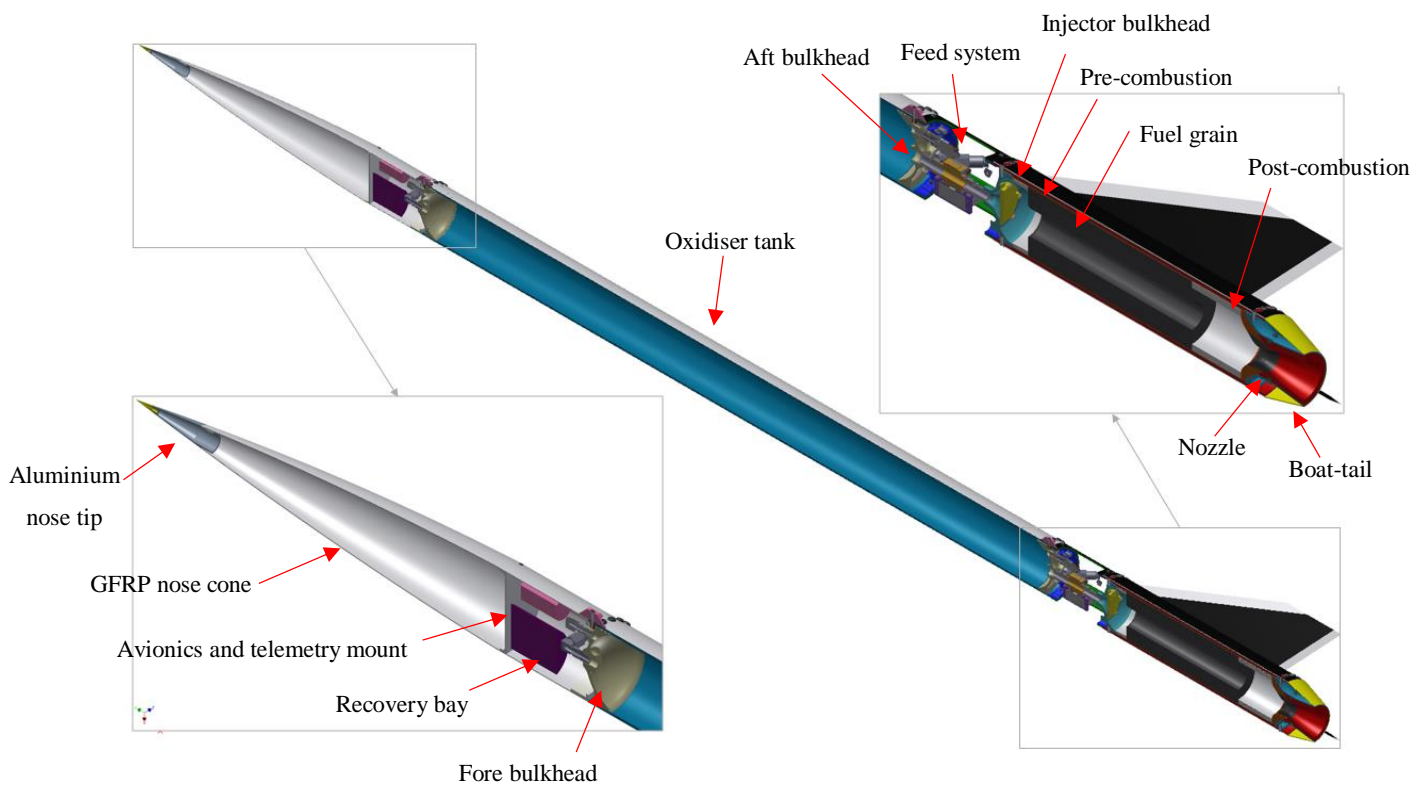 Injector bulkhead
Feed system
Aft bulkhead
Pre-combustion
Fuel grain
Post-combustion
Oxidiser tank
Nozzle
Boat-tail
Aluminium
nose tip
GFRP nose cone
Avionics and telemetry mount
Recovery bay
Fore bulkhead